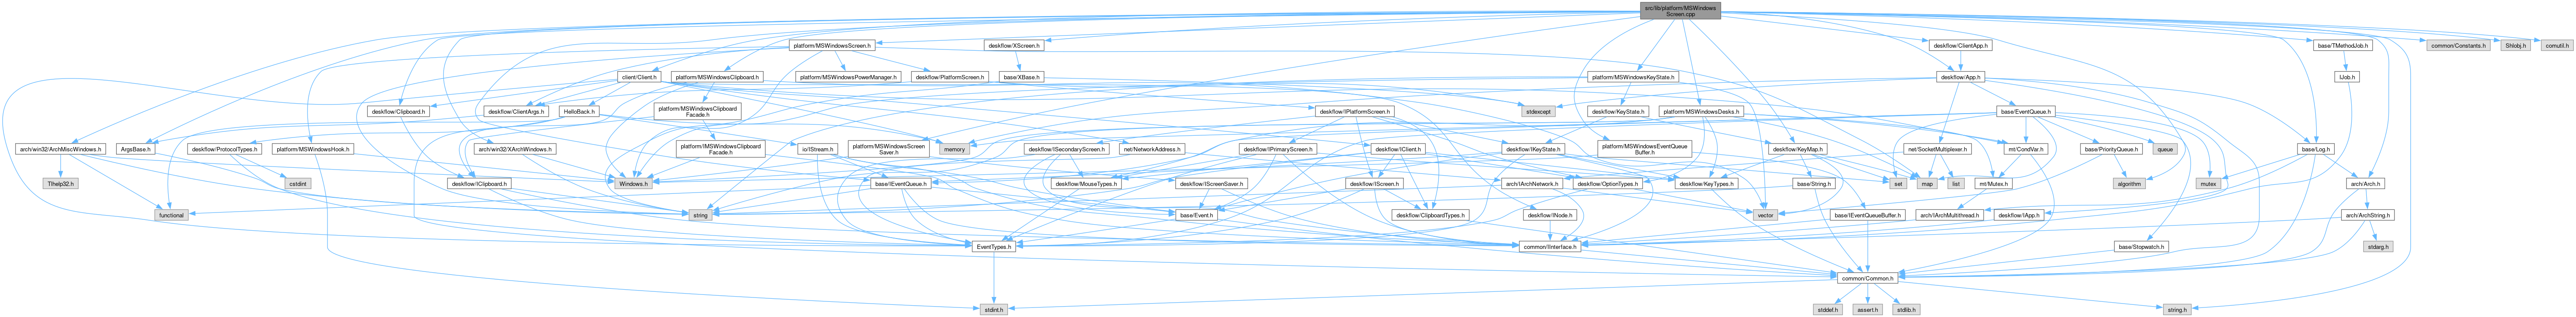 src/lib/platform/MSWindows
Screen.cpp
platform/MSWindowsScreen.h
deskflow/XScreen.h
deskflow/ClientApp.h
base/TMethodJob.h
common/Constants.h
Shlobj.h
comutil.h
client/Client.h
platform/MSWindowsClipboard.h
platform/MSWindowsPowerManager.h
deskflow/PlatformScreen.h
base/XBase.h
platform/MSWindowsKeyState.h
deskflow/App.h
IJob.h
deskflow/Clipboard.h
deskflow/ClientArgs.h
HelloBack.h
platform/MSWindowsClipboard
Facade.h
deskflow/IPlatformScreen.h
stdexcept
deskflow/KeyState.h
platform/MSWindowsDesks.h
base/EventQueue.h
arch/win32/ArchMiscWindows.h
ArgsBase.h
deskflow/ProtocolTypes.h
platform/MSWindowsHook.h
arch/win32/XArchWindows.h
platform/IMSWindowsClipboard
Facade.h
io/IStream.h
platform/MSWindowsScreen
Saver.h
memory
deskflow/ISecondaryScreen.h
net/NetworkAddress.h
deskflow/IPrimaryScreen.h
deskflow/IClient.h
deskflow/IKeyState.h
platform/MSWindowsEventQueue
Buffer.h
deskflow/KeyMap.h
net/SocketMultiplexer.h
mt/CondVar.h
base/PriorityQueue.h
queue
base/Log.h
Tlhelp32.h
cstdint
deskflow/IClipboard.h
Windows.h
base/IEventQueue.h
deskflow/MouseTypes.h
deskflow/IScreenSaver.h
deskflow/IScreen.h
arch/IArchNetwork.h
deskflow/OptionTypes.h
deskflow/KeyTypes.h
base/String.h
set
map
list
mt/Mutex.h
algorithm
mutex
arch/Arch.h
functional
string
base/Event.h
deskflow/ClipboardTypes.h
deskflow/INode.h
vector
base/IEventQueueBuffer.h
arch/IArchMultithread.h
deskflow/IApp.h
arch/ArchString.h
EventTypes.h
common/IInterface.h
base/Stopwatch.h
stdarg.h
common/Common.h
stdint.h
stddef.h
assert.h
stdlib.h
string.h